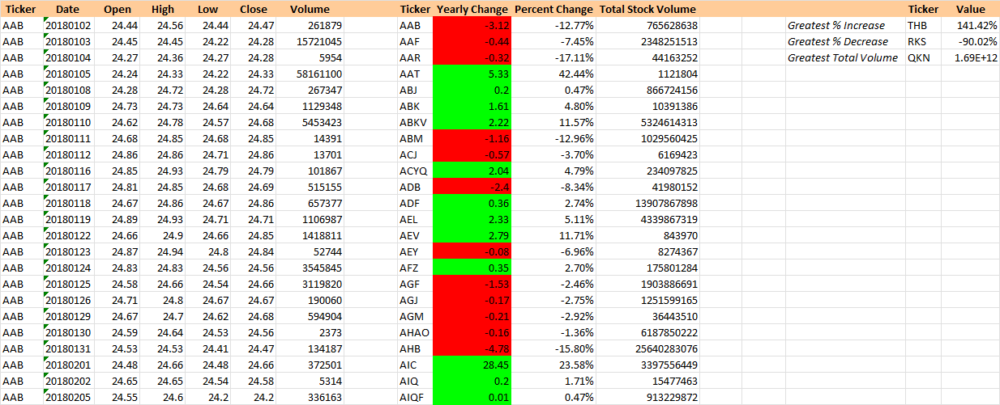 Ticker Date Open High Low Close Volume Ticker Yearly Change Percent Change Total Stock Volume Ticker Value
AAB 20180102 24.44 24.56 24.44 24.47 261879 AAB -3.12 -12.77% 765628638 Greatest % Increase THB 141.42%
AAB 20180103 24.45 24.45 24.22 24.28 15721045 AAF -0.44 -7.45% 2348251513 Greatest % Decrease RKS -90.02%
AAB 20180104 24.27 24.36 24.27 24.28 5954 AAR -0.32 -17.11% 44163252 Greatest Total Volume QKN 1.69E+12
AAB 20180105 24.24 24.33 24.22 24.33 58161100 AAT 5.33 42.44% 1121804
AAB 20180108 24.28 24.72 24.28 24.72 267347 ABJ 0.2 0.47% 866724156
AAB 20180109 24.73 24.73 24.64 24.64 1129348 ABK 1.61 4.80% 10391386
AAB 20180110 24.62 24.78 24.57 24.68 5453423 ABKV 2.22 11.57% 5324614313
AAB 20180111 24.68 24.85 24.68 24.85 14391 ABM -1.16 -12.96% 1029560425
AAB 20180112 24.86 24.86 24.71 24.86 13701 ACJ -0.57 -3.70% 6169423
AAB 20180116 24.85 24.93 24.79 24.79 101867 ACYQ 2.04 4.79% 234097825
AAB 20180117 24.81 24.85 24.68 24.69 515155 ADB -2.4 -8.34% 41980152
AAB 20180118 24.67 24.86 24.67 24.86 657377 ADF 0.36 2.74% 13907867898
AAB 20180119 24.89 24.93 24.71 24.71 1106987 AEL 2.33 5.11% 4339867319
AAB 20180122 24.66 24.9 24.66 24.85 1418811 AEV 2.79 11.71% 843970
AAB 20180123 24.87 24.94 24.8 24.84 52744 AEY -0.08 -6.96% 8274367
AAB 20180124 24.83 24.83 24.56 24.56 3545845 AFZ 0.35 2.70% 175801284
AAB 20180125 24.58 24.66 24.54 24.66 3119820 AGF -1.53 -2.46% 1903886691
AAB 20180126 24.71 24.8 24.67 24.67 190060 AGJ -0.17 -2.75% 1251599165
AAB 20180129 24.67 24.7 24.62 24.68 594904 AGM -0.21 -2.92% 36443510
AAB 20180130 24.59 24.64 24.53 24.56 2373 AHAO -0.16 -1.36% 6187850222
AAB 20180131 24.53 24.53 24.41 24.47 134187 AHB -4.78 -15.80% 25640283076
AAB 20180201 24.48 24.66 24.48 24.66 372501 AIC 28.45 23.58% 3397556449
AAB 20180202 24.65 24.65 24.54 24.58 5314 AIQ 0.2 1.71% 15477463
AAB 20180205 24.55 24.6 24.2 24.2 336163 AIQF 0.01 0.47% 913229872